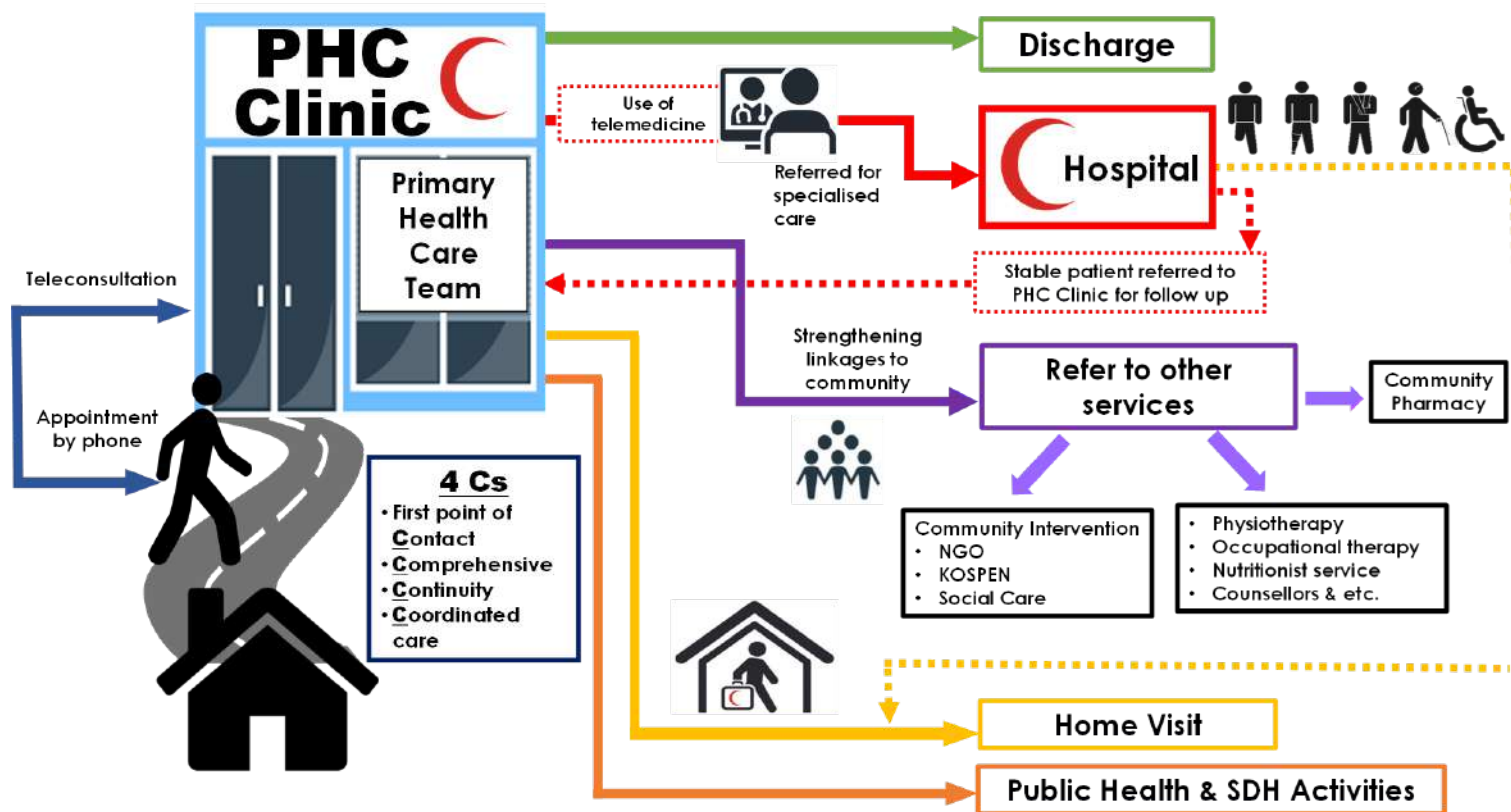 PHC
Clinic
Discharge
Use of
telemedicine
Referred for
specialised
care
Hospital
Primary
Health
Care
Team
Stable patient referred to
PHC Clinic for follow up
Teleconsultation
Appointment
by phone
Strengthening
linkages to
community
Refer to other
services
Community
Pharmacy
4 Cs
• First point of
Contact
• Comprehensive
• Continuity
• Coordinated
care
Community Intervention
• NGO
• KOSPEN
• Social Care
• Physiotherapy
• Occupational therapy
• Nutritionist service
• Counsellors & etc.
Home Visit
Public Health & SDH Activities